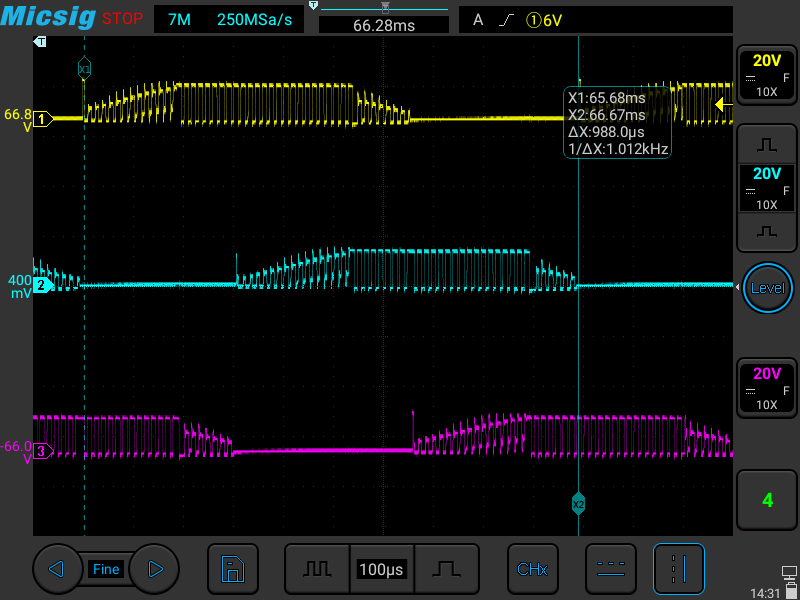 Micsig STOP 7M 250MSa/s T 66.28ms A ①6V
T
X1
20V
F
10X
66.8
V
1
X1:65.68ms
X2:66.67ms
ΔX:988.0μs
1/ΔX:1.012kHz
20V
F
10X
400
mV
2
Level
20V
F
10X
-66.0
V
3
X2
4
Fine
100μs
CHx
14:31